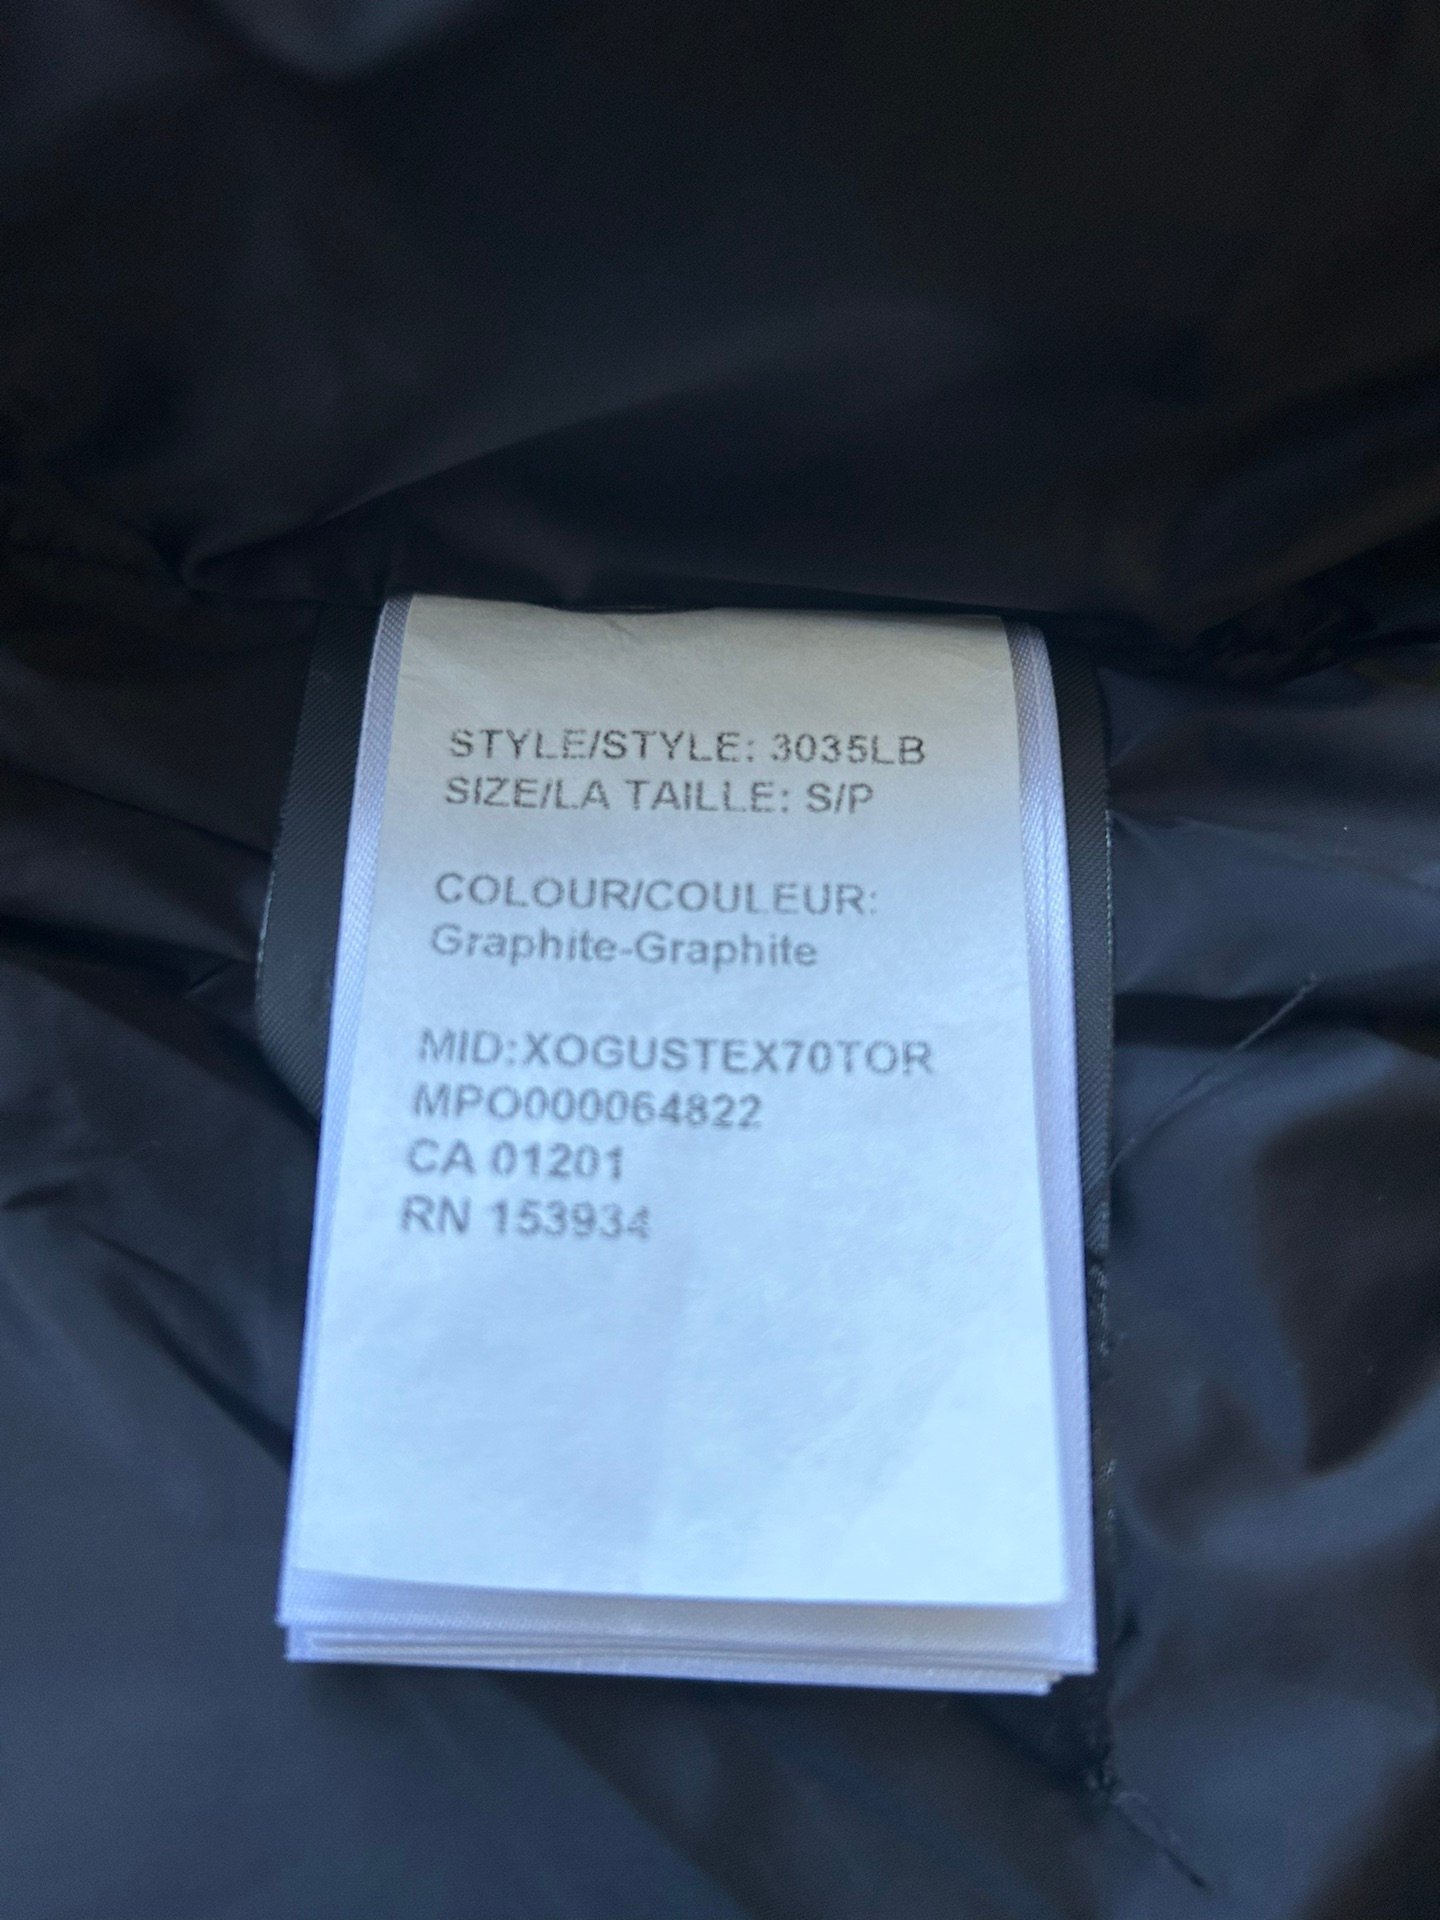 STYLE/STYLE: 3035LB
SIZE/LA TAILLE: S/P
COLOUR/COULEUR:
Graphite-Graphite
MID:XOGUSTEX70TOR
MPO000064822
CA 01201
RN 153934